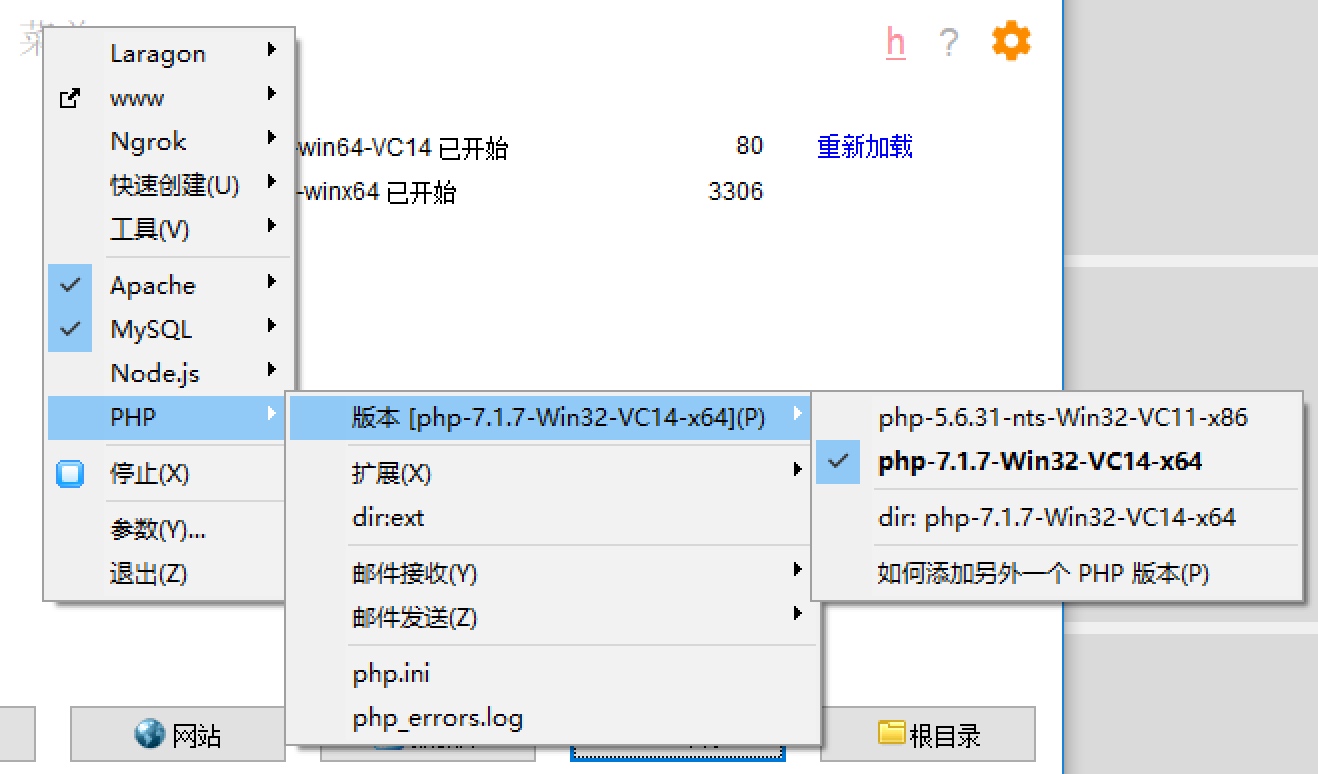 h ?
Laragon
www
Ngrok
快速创建(U)
工具(V)
-win64-VC14 已开始 80 重新加载
-winx64 已开始 3306
Apache
MySQL
Node.js
PHP
停止(X)
参数(Y)...
退出(Z)
版本 [php-7.1.7-Win32-VC14-x64](P)
扩展(X)
dir:ext
邮件接收(Y)
邮件发送(Z)
php.ini
php_errors.log
php-5.6.31-nts-Win32-VC11-x86
php-7.1.7-Win32-VC14-x64
dir: php-7.1.7-Win32-VC14-x64
如何添加另外一个 PHP 版本(P)
网站
根目录